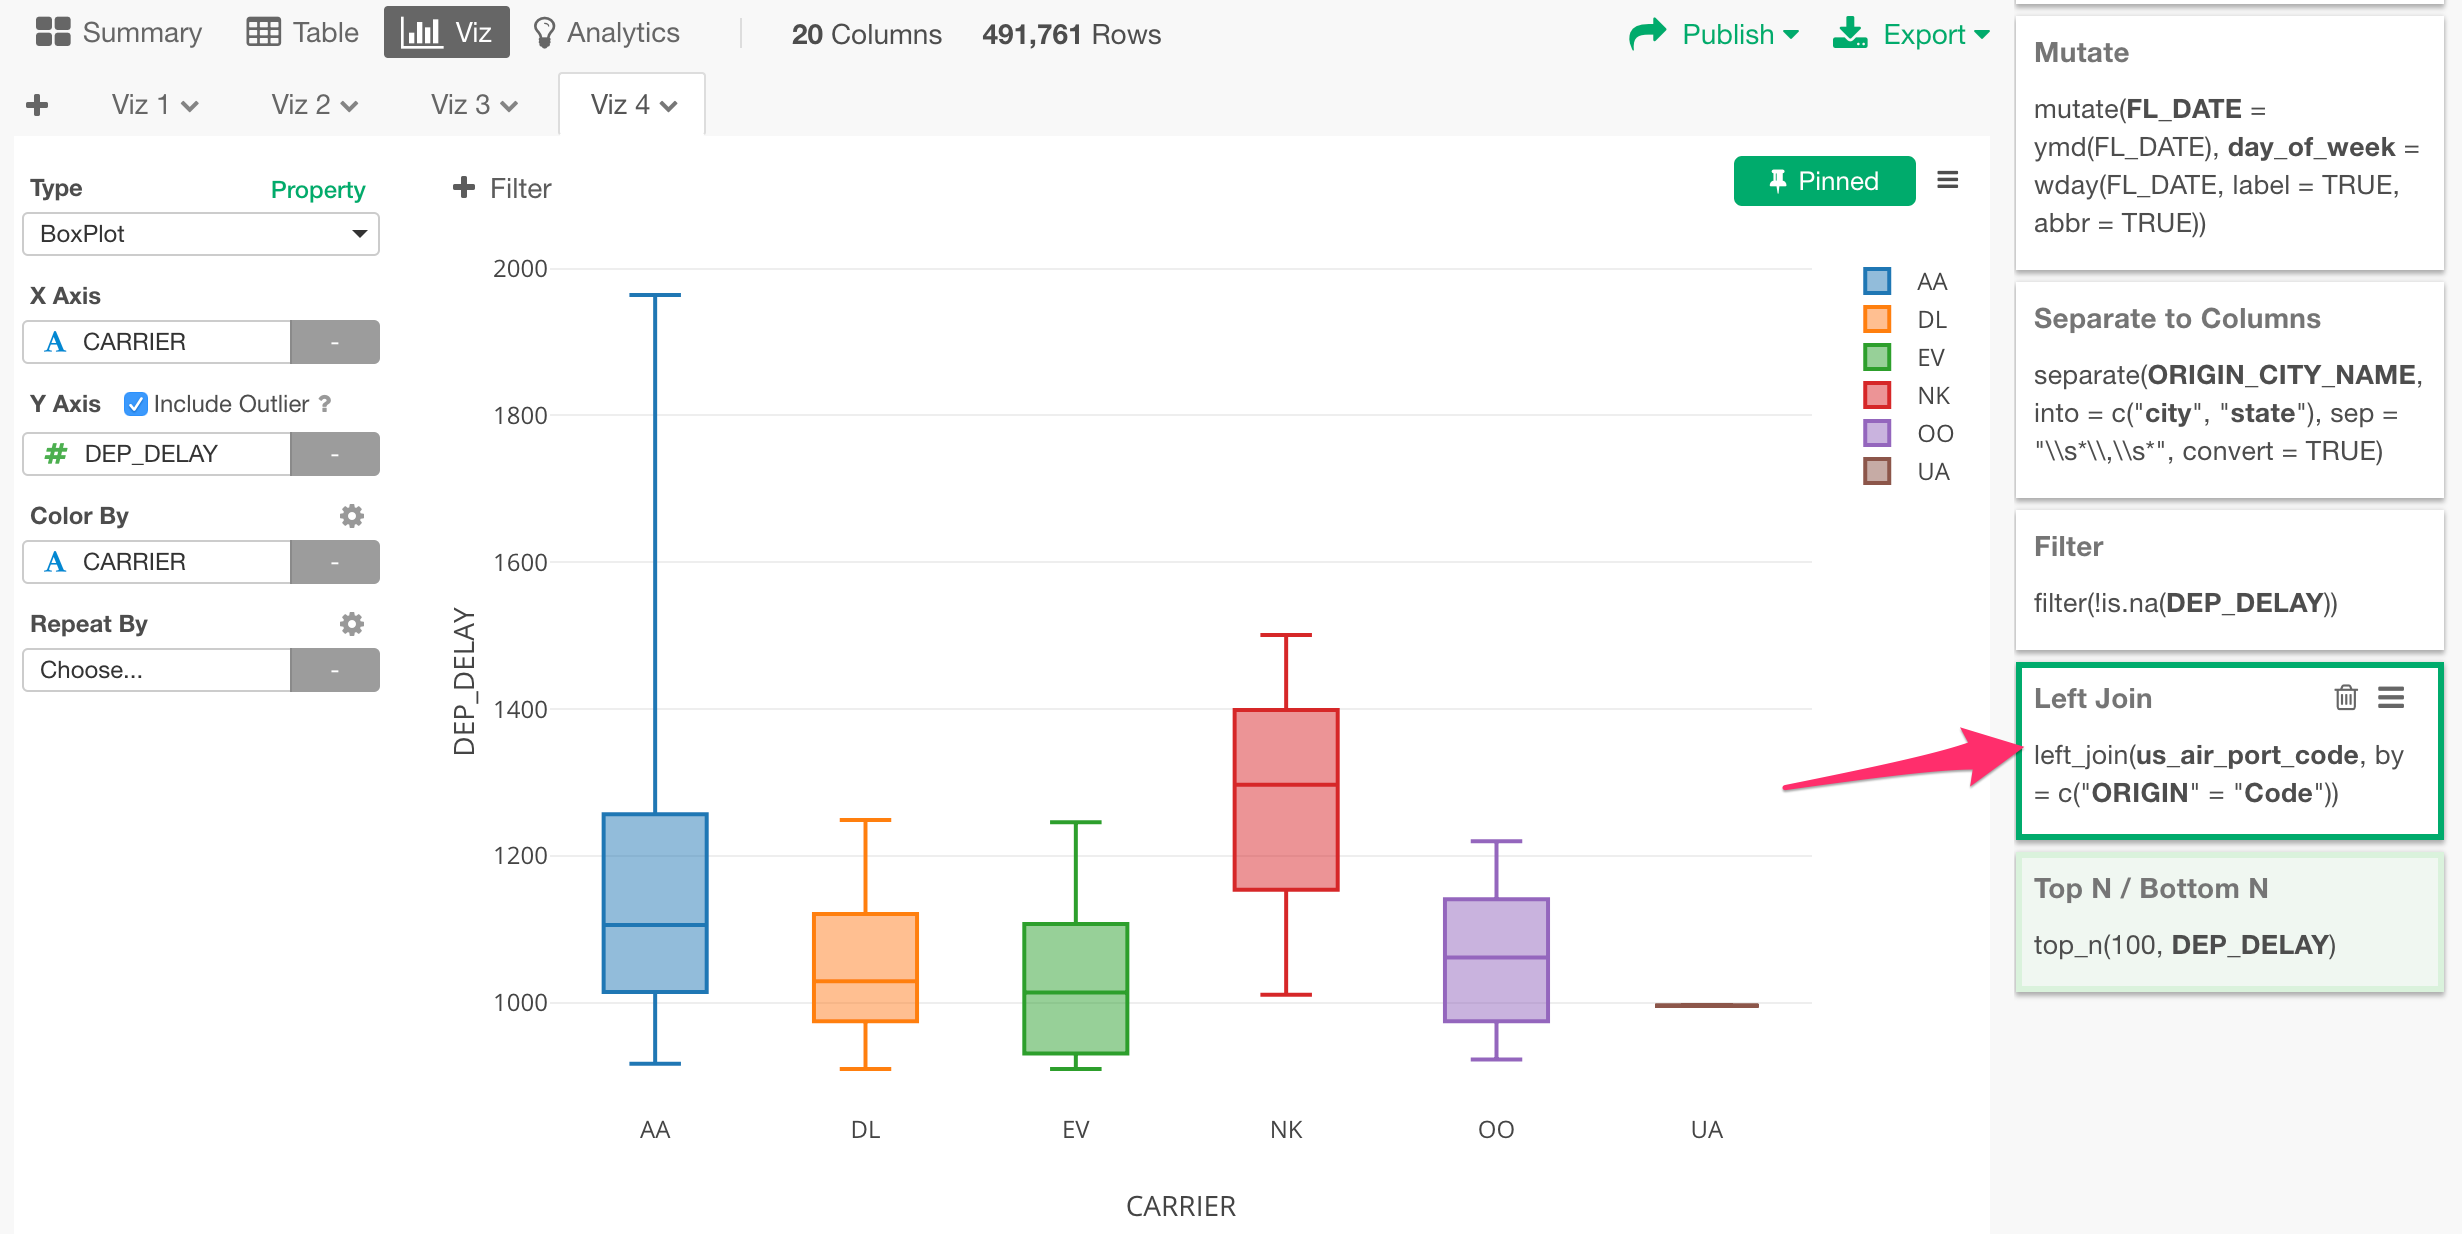 Summary
Table
Viz
Analytics
20 Columns
491,761 Rows
Publish
Export
Viz 1
Viz 2
Viz 3
Viz 4
Type
Property
BoxPlot
X Axis
A CARRIER
-
Y Axis
Include Outlier ?
# DEP_DELAY
-
Color By
A CARRIER
-
Repeat By
Choose...
-
+ Filter
Pinned
2000
1800
1600
1400
1200
1000
DEP_DELAY
AA
DL
EV
NK
OO
UA
CARRIER
AA
DL
EV
NK
OO
UA
Mutate
mutate(FL_DATE =
ymd(FL_DATE), day_of_week =
wday(FL_DATE, label = TRUE,
abbr = TRUE))
Separate to Columns
separate(ORIGIN_CITY_NAME,
into = c("city", "state"), sep =
"\\s*\\,\\s*", convert = TRUE)
Filter
filter(!is.na(DEP_DELAY))
Left Join
left_join(us_air_port_code, by
= c("ORIGIN" = "Code"))
Top N / Bottom N
top_n(100, DEP_DELAY)